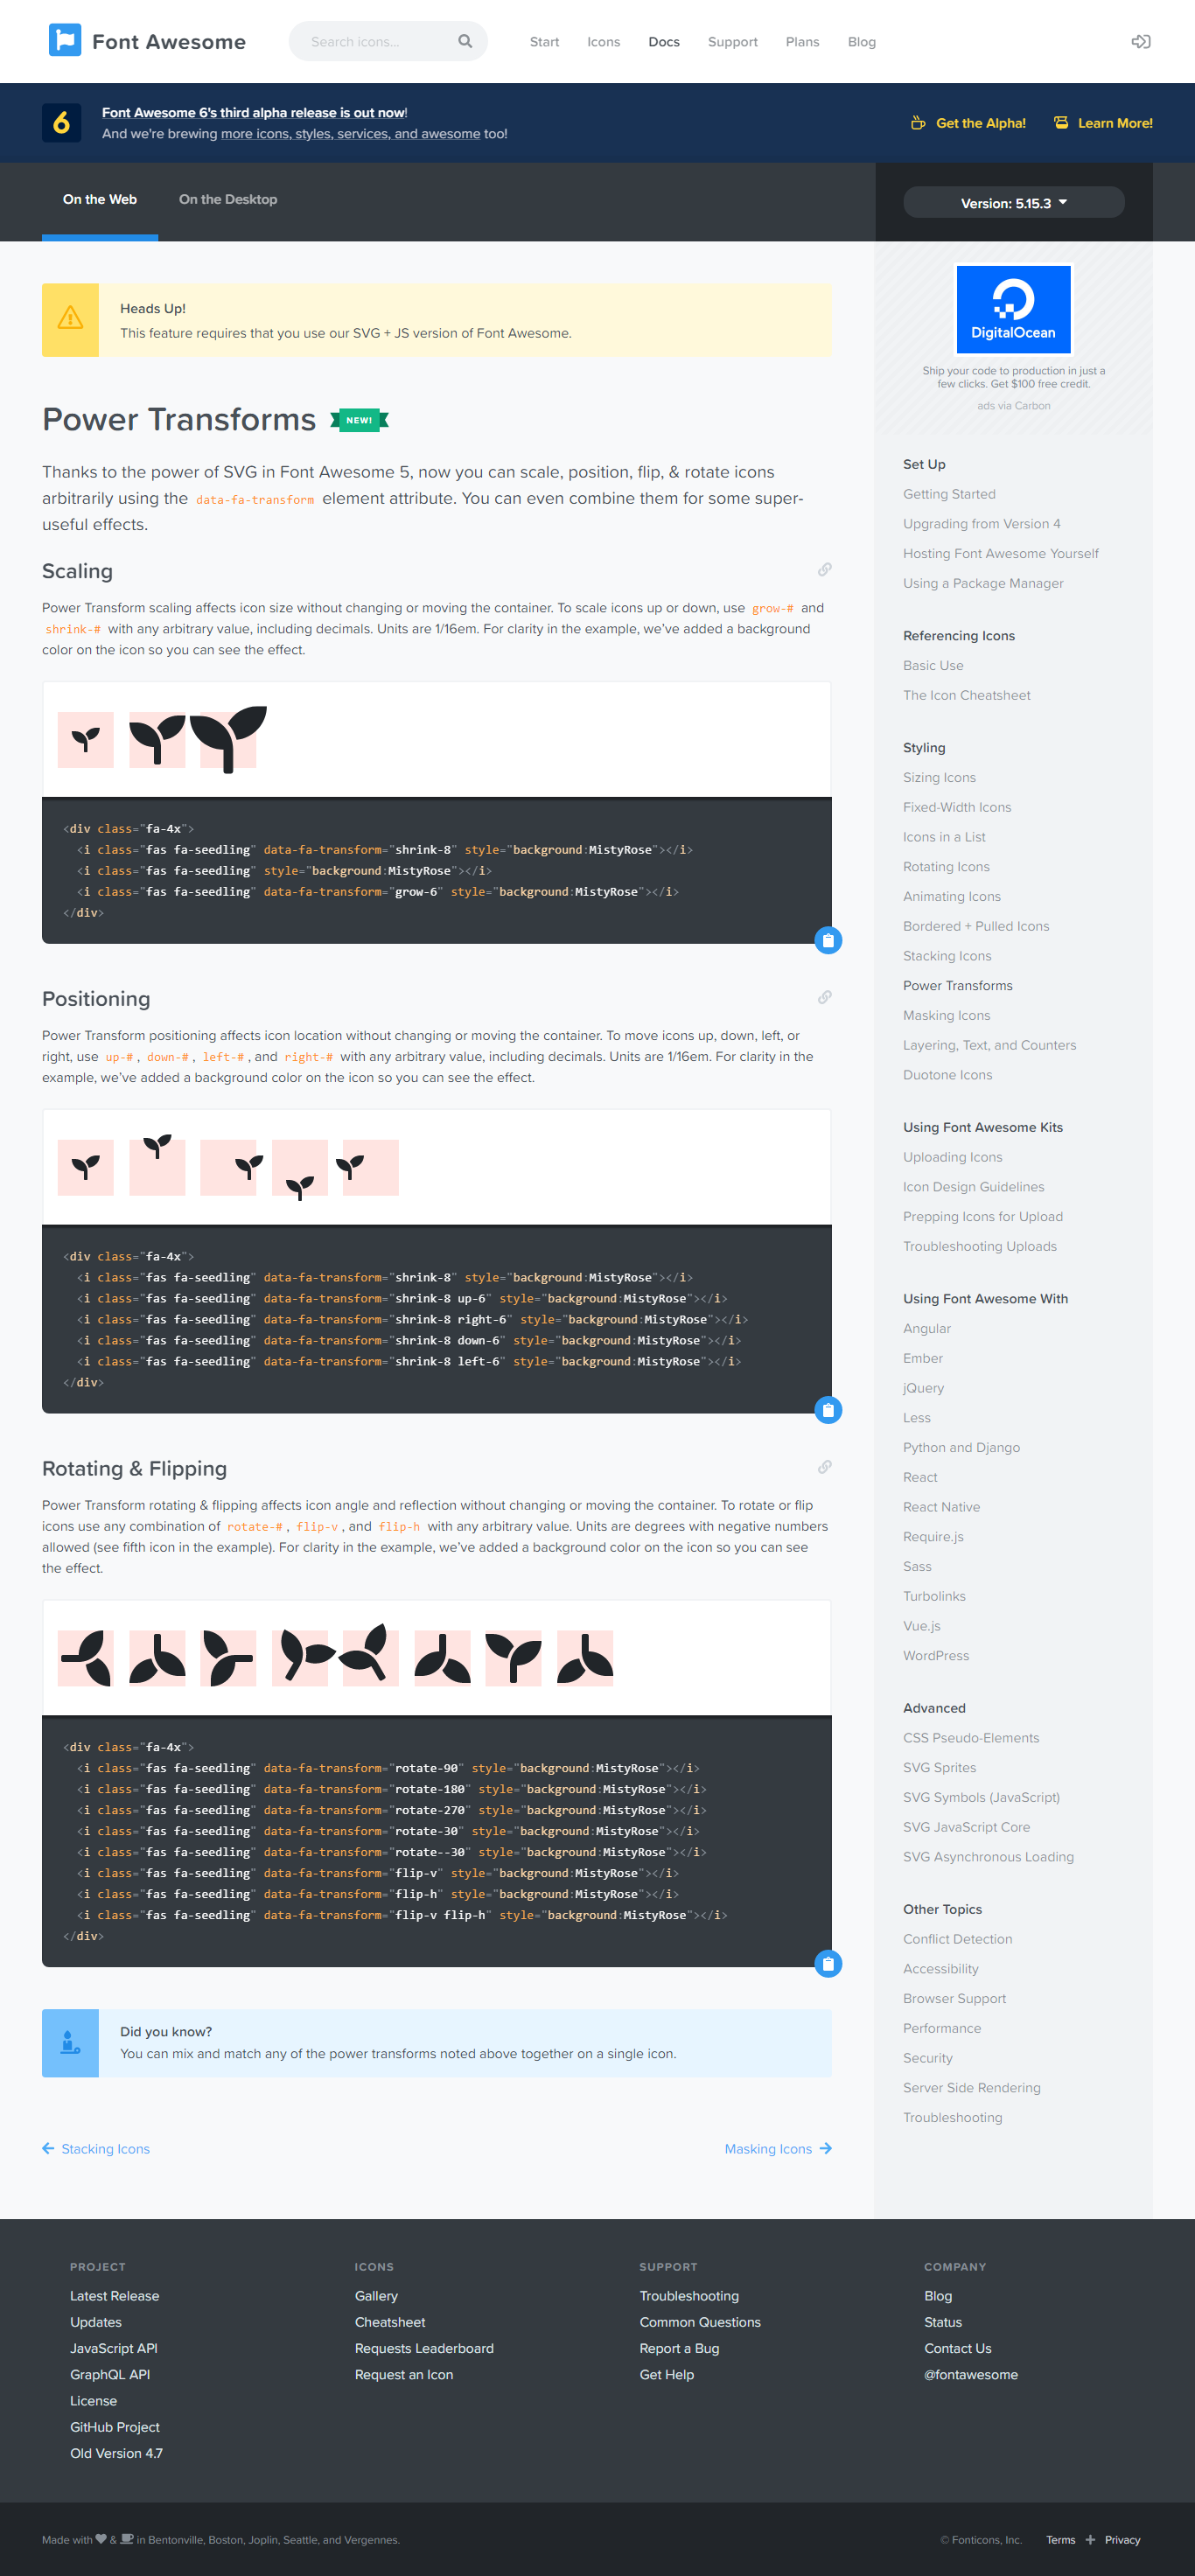 Font Awesome
Search icons...
Start
Icons
Docs
Support
Plans
Blog
6
Font Awesome 6's third alpha release is out now!
And we're brewing more icons, styles, services, and awesome too!
Get the Alpha!
Learn More!
On the Web
On the Desktop
Version: 5.15.3
Heads Up!
This feature requires that you use our SVG + JS version of Font Awesome.
Power Transforms NEW!
Thanks to the power of SVG in Font Awesome 5, now you can scale, position, flip, & rotate icons
arbitrarily using the data-fa-transform element attribute. You can even combine them for some super-
useful effects.
Scaling
Power Transform scaling affects icon size without changing or moving the container. To scale icons up or down, use grow-# and
shrink-# with any arbitrary value, including decimals. Units are 1/16em. For clarity in the example, we’ve added a background
color on the icon so you can see the effect.
<div class="fa-4x">
<i class="fas fa-seedling" data-fa-transform="shrink-8" style="background:MistyRose"></i>
<i class="fas fa-seedling" style="background:MistyRose"></i>
<i class="fas fa-seedling" data-fa-transform="grow-6" style="background:MistyRose"></i>
</div>
Positioning
Power Transform positioning affects icon location without changing or moving the container. To move icons up, down, left, or
right, use up-#, down-#, left-#, and right-# with any arbitrary value, including decimals. Units are 1/16em. For clarity in the
example, we’ve added a background color on the icon so you can see the effect.
<div class="fa-4x">
<i class="fas fa-seedling" data-fa-transform="shrink-8" style="background:MistyRose"></i>
<i class="fas fa-seedling" data-fa-transform="shrink-8 up-6" style="background:MistyRose"></i>
<i class="fas fa-seedling" data-fa-transform="shrink-8 right-6" style="background:MistyRose"></i>
<i class="fas fa-seedling" data-fa-transform="shrink-8 down-6" style="background:MistyRose"></i>
<i class="fas fa-seedling" data-fa-transform="shrink-8 left-6" style="background:MistyRose"></i>
</div>
Rotating & Flipping
Power Transform rotating & flipping affects icon angle and reflection without changing or moving the container. To rotate or flip
icons use any combination of rotate-#, flip-v, and flip-h with any arbitrary value. Units are degrees with negative numbers
allowed (see fifth icon in the example). For clarity in the example, we’ve added a background color on the icon so you can see
the effect.
<div class="fa-4x">
<i class="fas fa-seedling" data-fa-transform="rotate-90" style="background:MistyRose"></i>
<i class="fas fa-seedling" data-fa-transform="rotate-180" style="background:MistyRose"></i>
<i class="fas fa-seedling" data-fa-transform="rotate-270" style="background:MistyRose"></i>
<i class="fas fa-seedling" data-fa-transform="rotate-30" style="background:MistyRose"></i>
<i class="fas fa-seedling" data-fa-transform="rotate--30" style="background:MistyRose"></i>
<i class="fas fa-seedling" data-fa-transform="flip-v" style="background:MistyRose"></i>
<i class="fas fa-seedling" data-fa-transform="flip-h" style="background:MistyRose"></i>
<i class="fas fa-seedling" data-fa-transform="flip-v flip-h" style="background:MistyRose"></i>
</div>
Did you know?
You can mix and match any of the power transforms noted above together on a single icon.
Stacking Icons
Masking Icons
DigitalOcean
Ship your code to production in just a
few clicks. Get $100 free credit.
ads via Carbon
Set Up
Getting Started
Upgrading from Version 4
Hosting Font Awesome Yourself
Using a Package Manager
Referencing Icons
Basic Use
The Icon Cheatsheet
Styling
Sizing Icons
Fixed-Width Icons
Icons in a List
Rotating Icons
Animating Icons
Bordered + Pulled Icons
Stacking Icons
Power Transforms
Masking Icons
Layering, Text, and Counters
Duotone Icons
Using Font Awesome Kits
Uploading Icons
Icon Design Guidelines
Prepping Icons for Upload
Troubleshooting Uploads
Using Font Awesome With
Angular
Ember
jQuery
Less
Python and Django
React
React Native
Require.js
Sass
Turbolinks
Vue.js
WordPress
Advanced
CSS Pseudo-Elements
SVG Sprites
SVG Symbols (JavaScript)
SVG JavaScript Core
SVG Asynchronous Loading
Other Topics
Conflict Detection
Accessibility
Browser Support
Performance
Security
Server Side Rendering
Troubleshooting
PROJECT
Latest Release
Updates
JavaScript API
GraphQL API
License
GitHub Project
Old Version 4.7
ICONS
Gallery
Cheatsheet
Requests Leaderboard
Request an Icon
SUPPORT
Troubleshooting
Common Questions
Report a Bug
Get Help
COMPANY
Blog
Status
Contact Us
@fontawesome
Made with & in Bentonville, Boston, Joplin, Seattle, and Vergennes.
© Fonticons, Inc.
Terms
Privacy